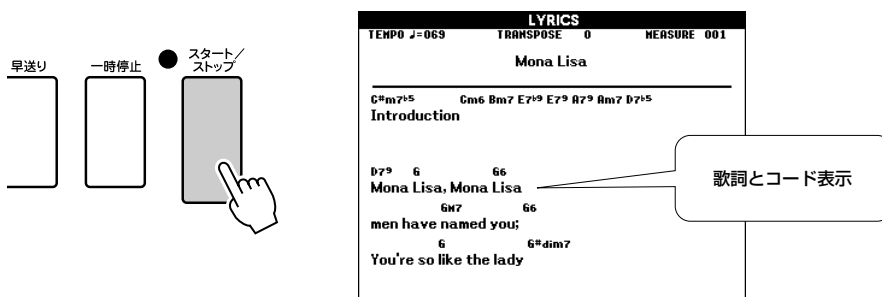 早送り
一時停止
スタート/
ストップ
LYRICS
TEMPO ♩=069 TRANSPOSE 0 MEASURE 001
Mona Lisa
C#m7♭5 Cm6 Bm7 E7♭9 E79 A79 Am7 D7♭5
Introduction
D79 G G6
Mona Lisa, Mona Lisa
GM7 G6
men have named you;
G G#dim7
You're so like the lady
歌詞とコード表示